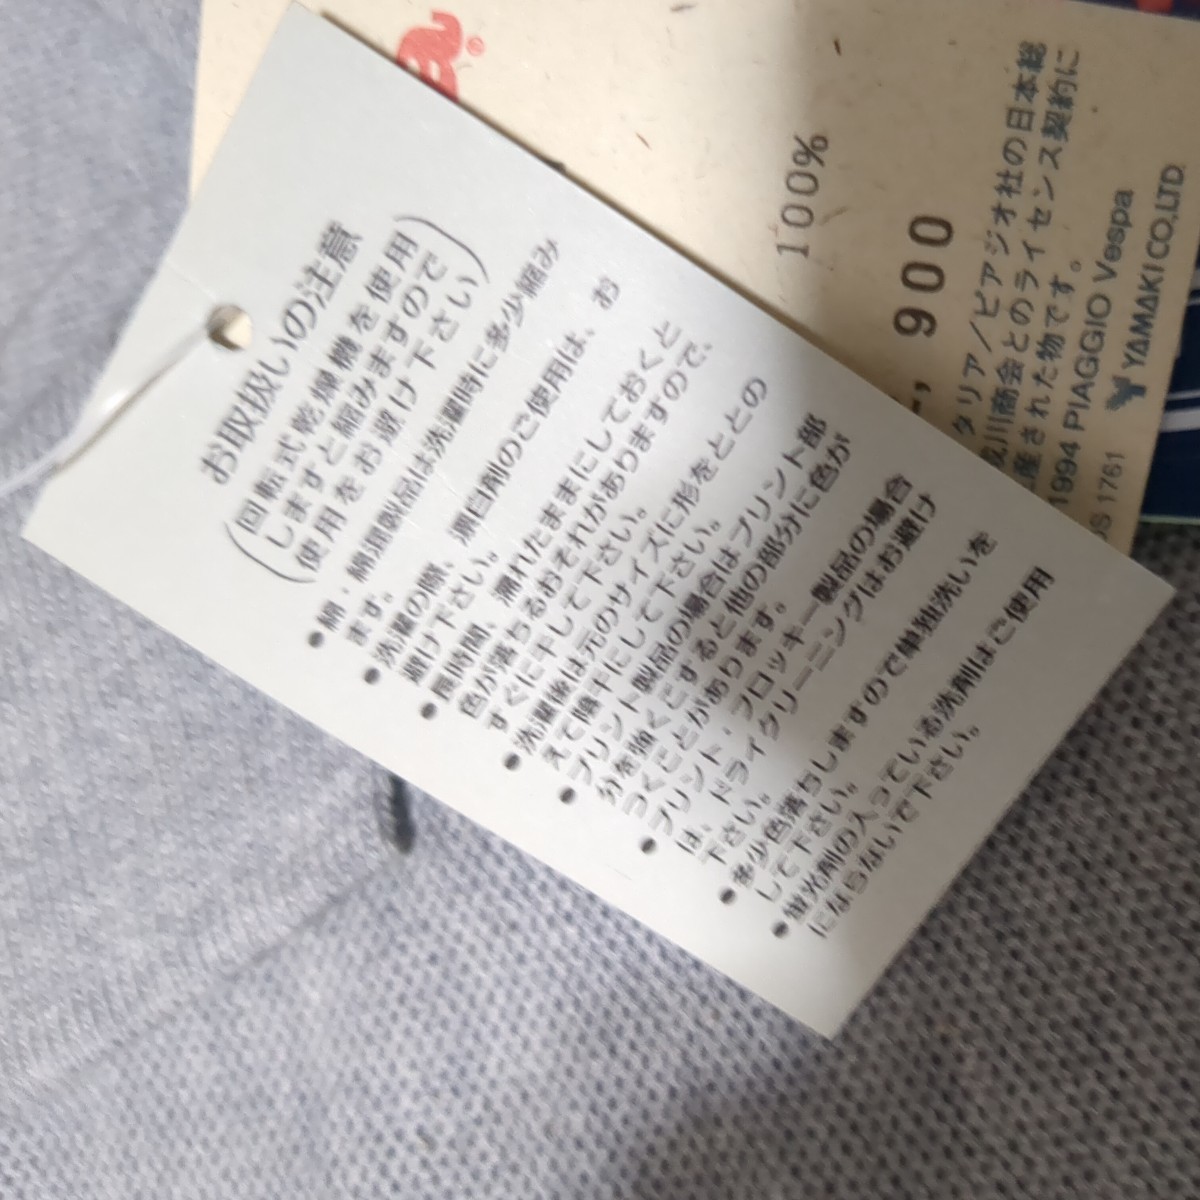 お取扱いの注意
(回転式乾燥機を使用
しますと縮みますので
使用をお避け下さい)
●綿・綿混製品は洗濯時に多少縮み
ます。
●洗濯の際、漂白剤のご使用は、お
避け下さい。
●長時間、濡れたままにしておくと
色が落ちるおそれがありますので、
すぐに干して下さい。
●洗濯後は元のサイズに形をととの
えて陰干にして下さい。
●プリント製品の場合はプリント部
分を強くこすると他の部分に色が
つくことがあります。
●プリント・フロッキー製品の場合
は、ドライクリーニングはお避け
下さい。
●多少色落ちしますので単独洗いを
して下さい。
●蛍光剤の入っている洗剤はご使用
にならないで下さい。
a®
100%
, 900
タリア/ピアジオ社の日本総
成川商会とのライセンス契約に
産された物です。
1994 PIAGGIO Vespa
YAMAKI CO.LTD
S 1761